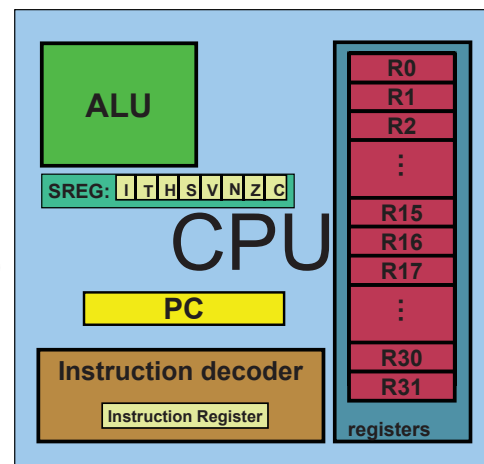 ALU
SREG: I T H S V N Z C
CPU
PC
Instruction decoder
Instruction Register
R0
R1
R2
⋮
R15
R16
R17
⋮
R30
R31
registers